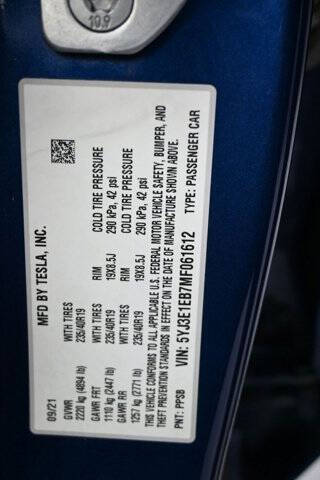 10.9
MFD BY TESLA, INC.
09/21
GVWR
2220 kg (4894 lb)
GAWR FRT WITH TIRES RIM COLD TIRE PRESSURE
1110 kg (2447 lb) 235/40R19 19X8.5J 290 kPa, 42 psi
GAWR RR WITH TIRES RIM COLD TIRE PRESSURE
1257 kg (2771 lb) 235/40R19 19X8.5J 290 kPa, 42 psi
THIS VEHICLE CONFORMS TO ALL APPLICABLE U.S. FEDERAL MOTOR VEHICLE SAFETY, BUMPER, AND
THEFT PREVENTION STANDARDS IN EFFECT ON THE DATE OF MANUFACTURE SHOWN ABOVE.
VIN: 5YJ3E1EB7MF061612
PNT: PPSB TYPE: PASSENGER CAR